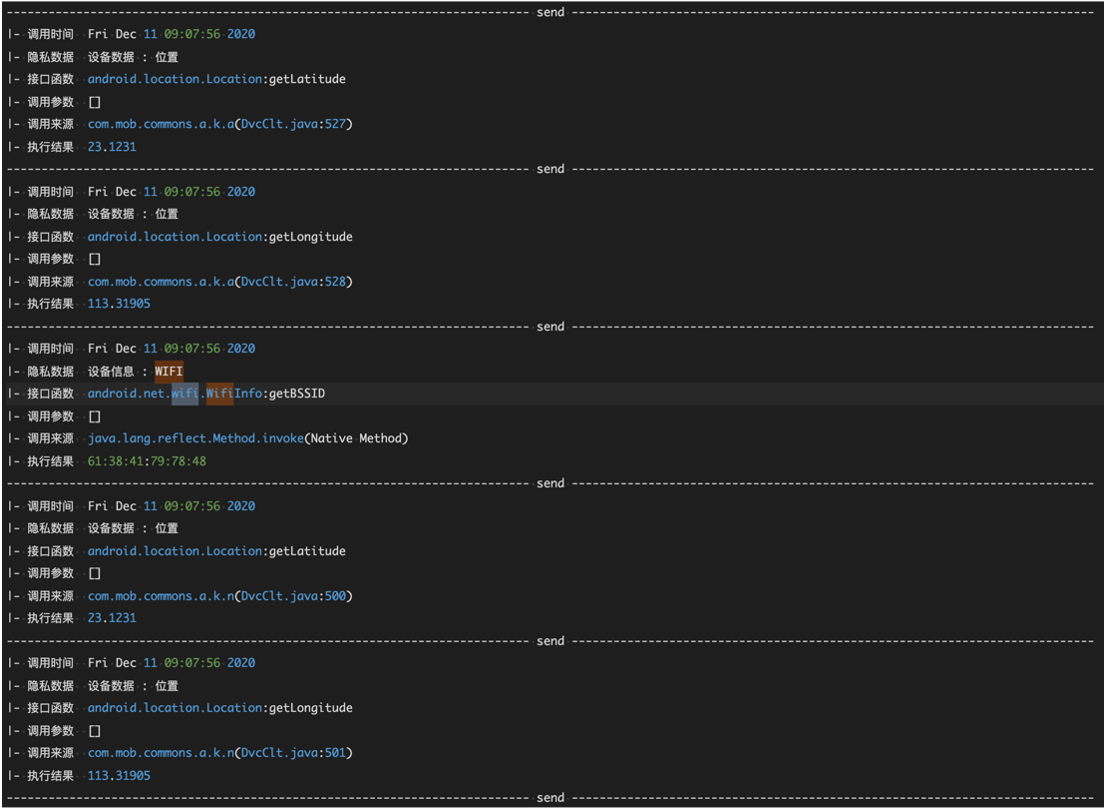 ------------------------------ send ------------------------------
|- 调用时间 Fri Dec 11 09:07:56 2020
|- 隐私数据 设备数据 : 位置
|- 接口函数 android.location.Location:getLatitude
|- 调用参数 []
|- 调用来源 com.mob.commons.a.k.a(DvcClt.java:527)
|- 执行结果 23.1231
------------------------------ send ------------------------------
|- 调用时间 Fri Dec 11 09:07:56 2020
|- 隐私数据 设备数据 : 位置
|- 接口函数 android.location.Location:getLongitude
|- 调用参数 []
|- 调用来源 com.mob.commons.a.k.a(DvcClt.java:528)
|- 执行结果 113.31905
------------------------------ send ------------------------------
|- 调用时间 Fri Dec 11 09:07:56 2020
|- 隐私数据 设备信息 : WIFI
|- 接口函数 android.net.wifi.WifiInfo:getBSSID
|- 调用参数 []
|- 调用来源 java.lang.reflect.Method.invoke(Native Method)
|- 执行结果 61:38:41:79:78:48
------------------------------ send ------------------------------
|- 调用时间 Fri Dec 11 09:07:56 2020
|- 隐私数据 设备数据 : 位置
|- 接口函数 android.location.Location:getLatitude
|- 调用参数 []
|- 调用来源 com.mob.commons.a.k.n(DvcClt.java:500)
|- 执行结果 23.1231
------------------------------ send ------------------------------
|- 调用时间 Fri Dec 11 09:07:56 2020
|- 隐私数据 设备数据 : 位置
|- 接口函数 android.location.Location:getLongitude
|- 调用参数 []
|- 调用来源 com.mob.commons.a.k.n(DvcClt.java:501)
|- 执行结果 113.31905
------------------------------ send ------------------------------